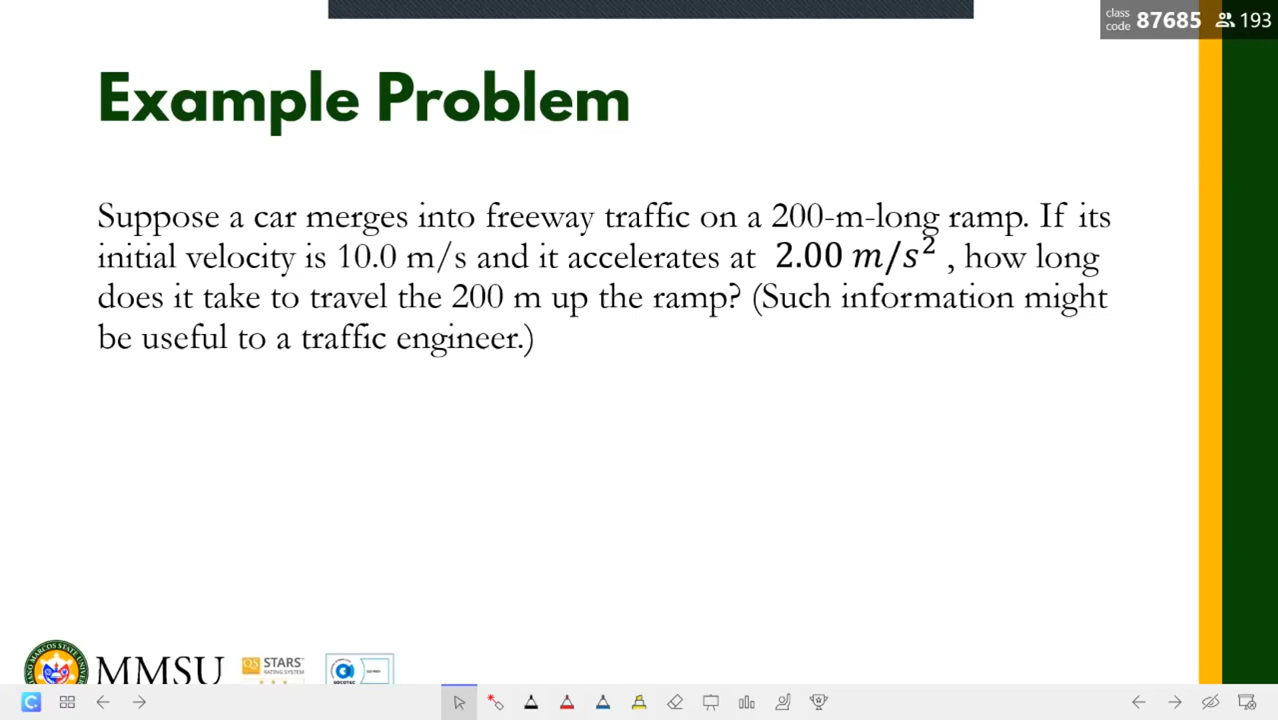 class code 87685 193
Example Problem
Suppose a car merges into freeway traffic on a 200-m-long ramp. If its
initial velocity is 10.0 m/s and it accelerates at 2.00 m/s² , how long
does it take to travel the 200 m up the ramp? (Such information might
be useful to a traffic engineer.)
MMSU
QS STARS
RATING SYSTEM
SOCOTEC